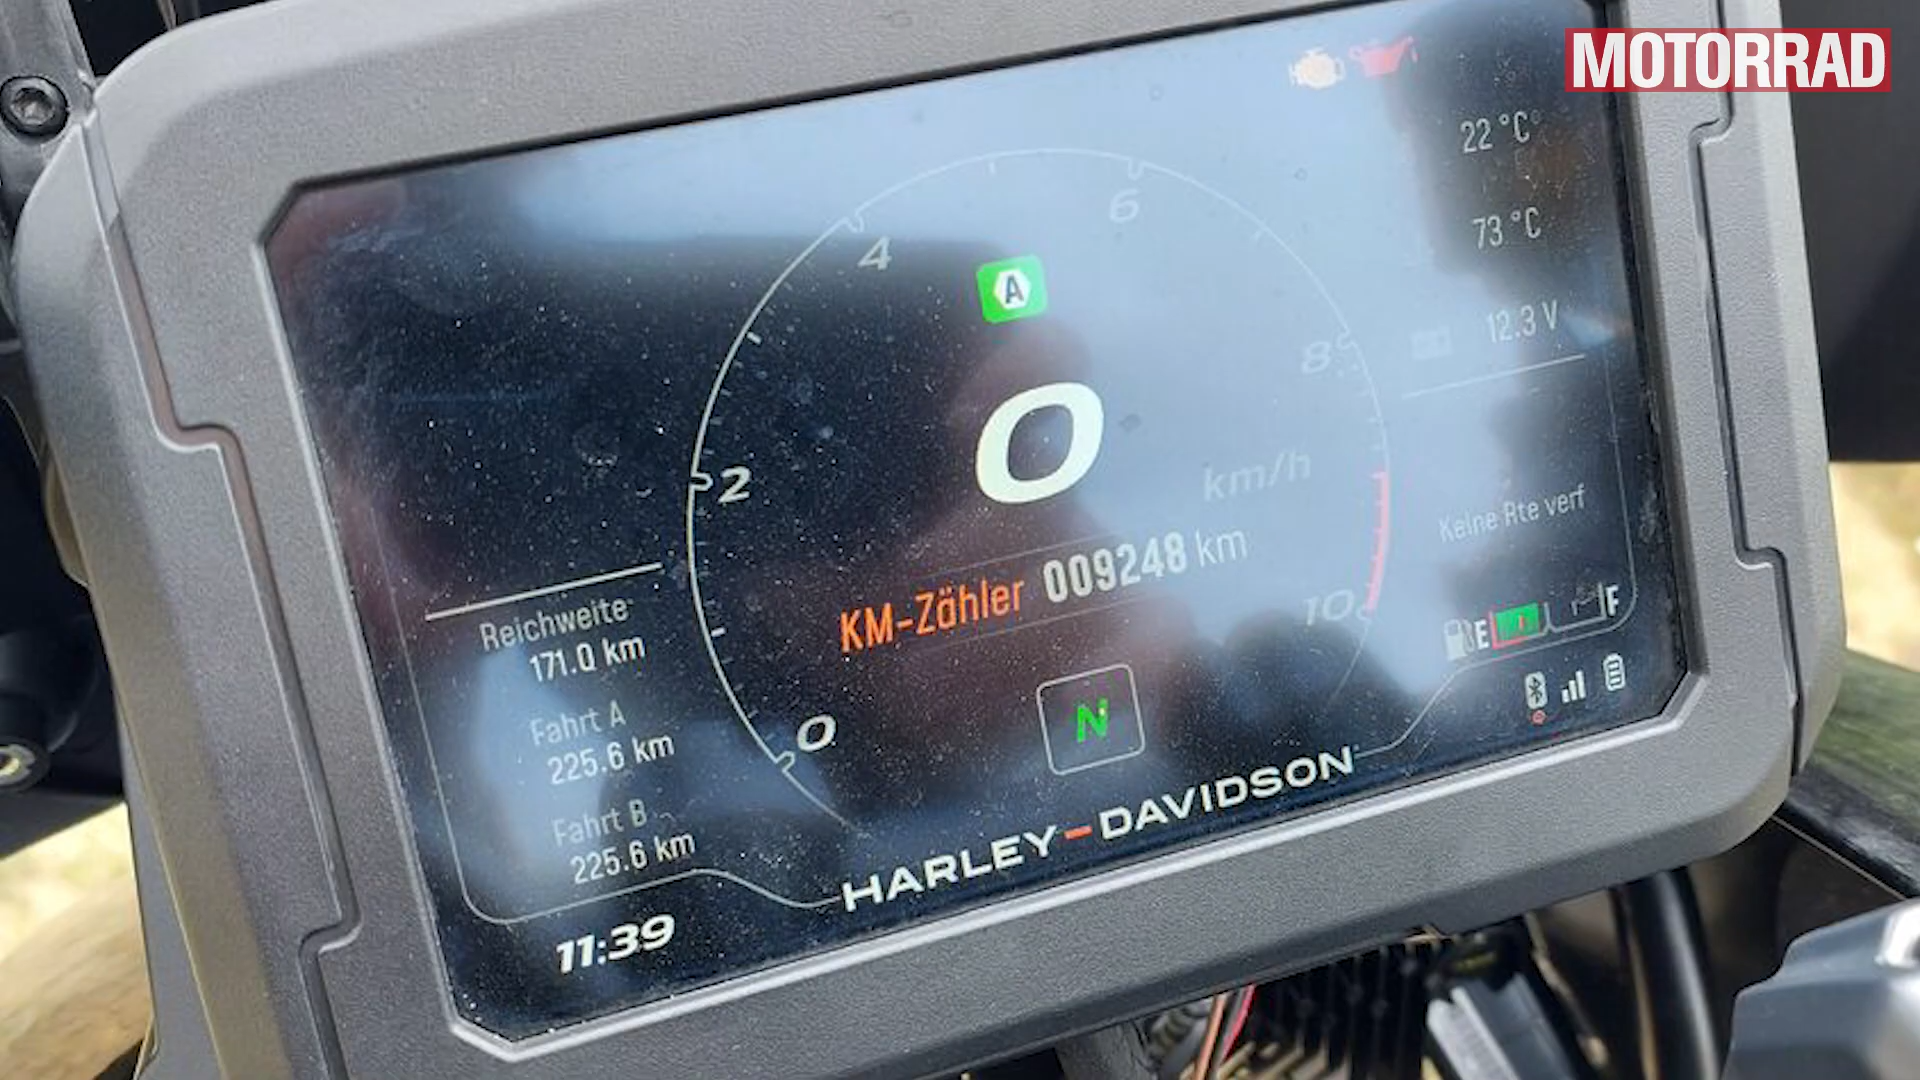 MOTORRAD
22 °C
73 °C
12.3 V
0 2 4 6 8 10
A
0
km/h
KM-Zähler 009248 km
Keine Rte verf
E F
Reichweite
171.0 km
Fahrt A
225.6 km
Fahrt B
225.6 km
N
HARLEY-DAVIDSON
11:39